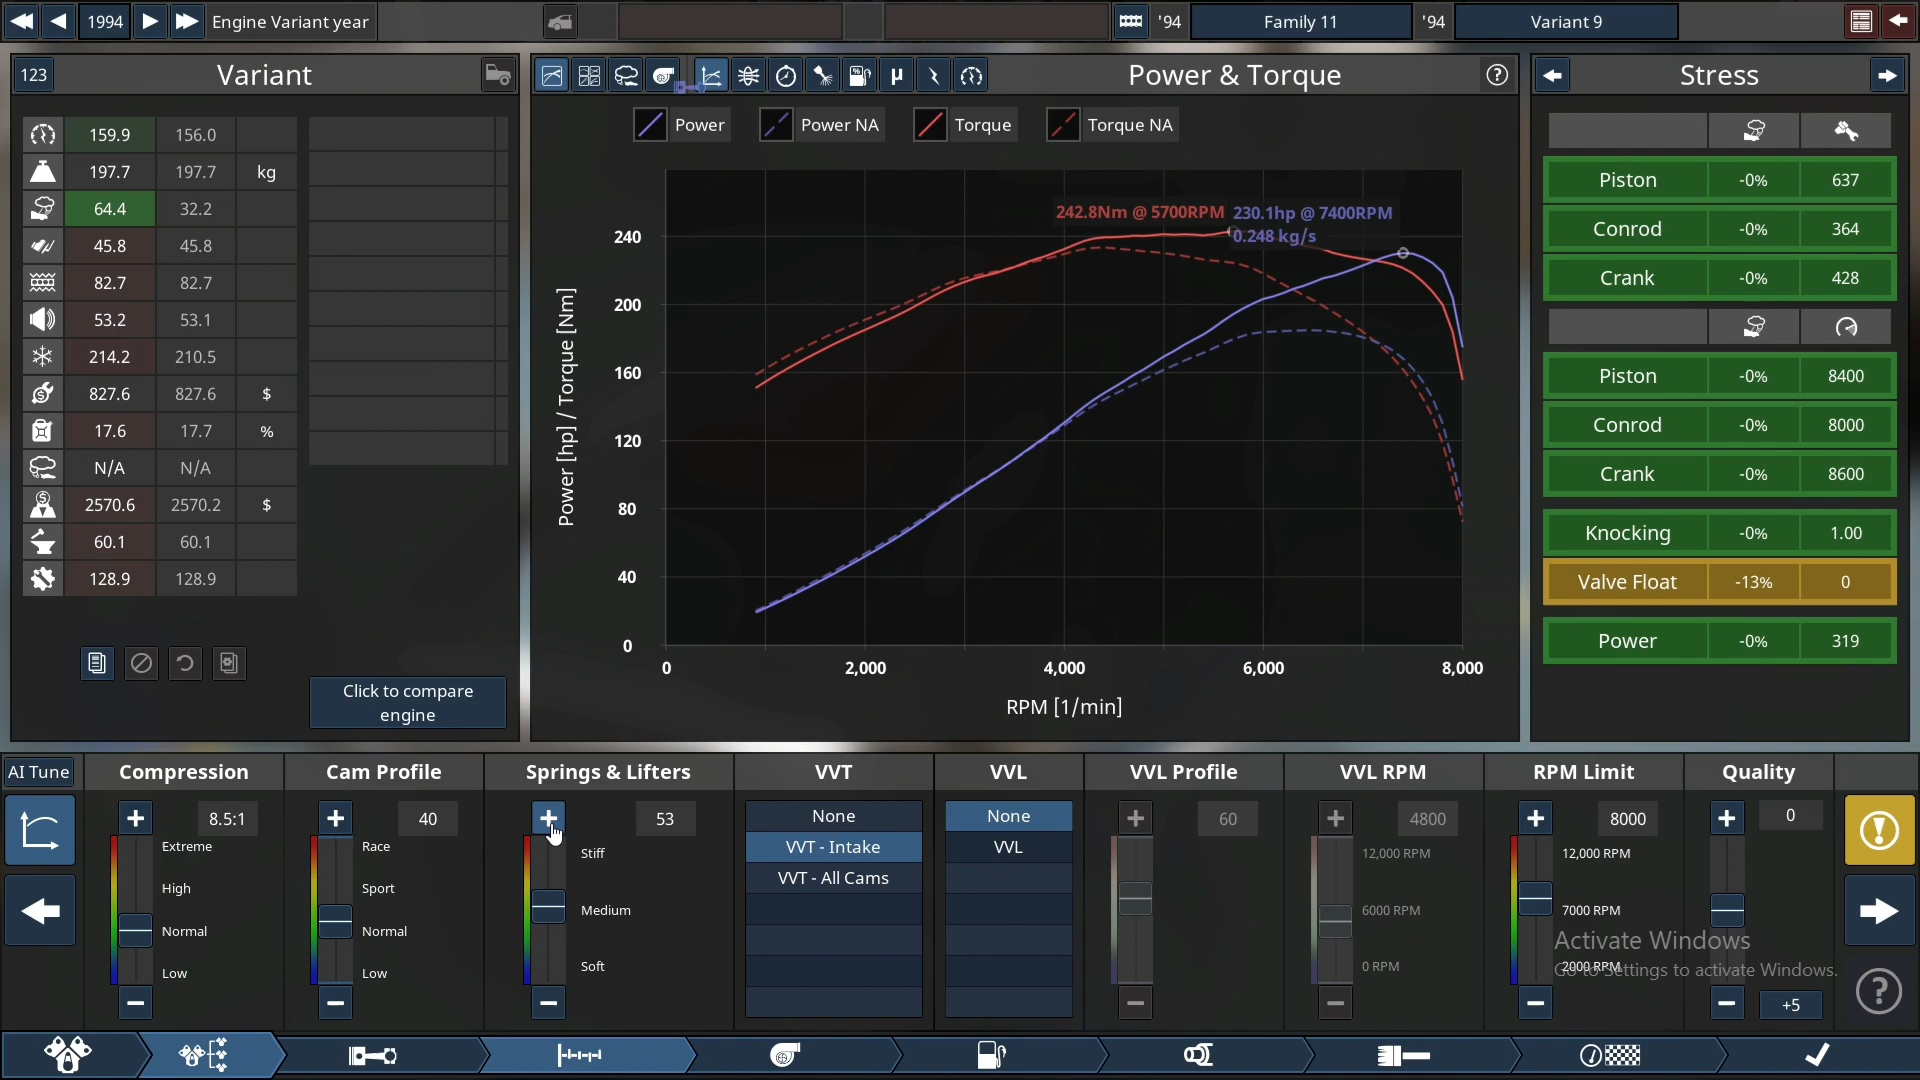 1994
Engine Variant year
'94
Family 11
'94
Variant 9
123
Variant
Power & Torque
?
Stress
159.9 156.0
197.7 197.7 kg
64.4 32.2
45.8 45.8
82.7 82.7
53.2 53.1
214.2 210.5
827.6 827.6 $
17.6 17.7 %
N/A N/A
2570.6 2570.2 $
60.1 60.1
128.9 128.9
Click to compare
engine
Power
Power NA
Torque
Torque NA
242.8Nm @ 5700RPM
230.1hp @ 7400RPM
0.248 kg/s
Power [hp] / Torque [Nm]
240
200
160
120
80
40
0
0 2,000 4,000 6,000 8,000
RPM [1/min]
Piston -0% 637
Conrod -0% 364
Crank -0% 428
Piston -0% 8400
Conrod -0% 8000
Crank -0% 8600
Knocking -0% 1.00
Valve Float -13% 0
Power -0% 319
AI Tune
Compression
+ 8.5:1
Extreme
High
Normal
Low
Cam Profile
+ 40
Race
Sport
Normal
Low
Springs & Lifters
+ 53
Stiff
Medium
Soft
VVT
None
VVT - Intake
VVT - All Cams
VVL
None
VVL
VVL Profile
+ 60
VVL RPM
+ 4800
12,000 RPM
6000 RPM
0 RPM
RPM Limit
+ 8000
12,000 RPM
7000 RPM
2000 RPM
Quality
+ 0
+5
Activate Windows
Go to Settings to activate Windows.
?